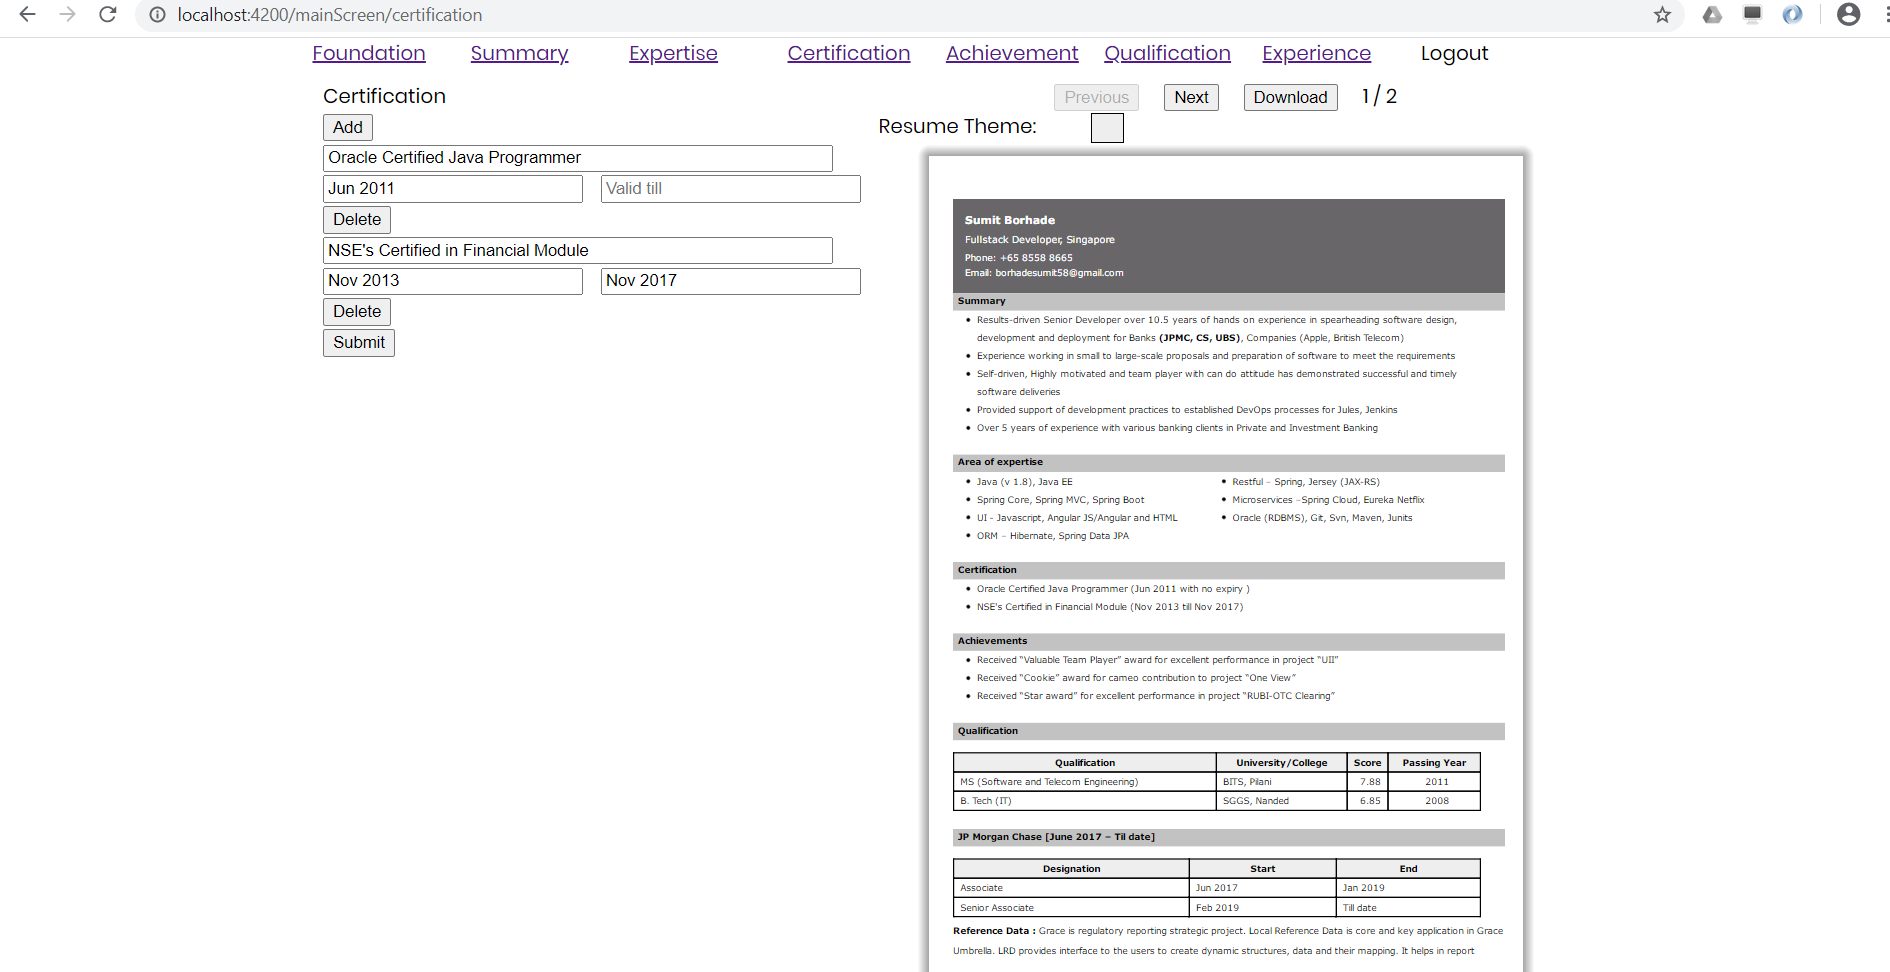 localhost:4200/mainScreen/certification
Foundation Summary Expertise Certification Achievement Qualification Experience Logout
Certification
Add
Oracle Certified Java Programmer
Jun 2011 Valid till
Delete
NSE's Certified in Financial Module
Nov 2013 Nov 2017
Delete
Submit
Previous Next Download 1 / 2
Resume Theme:
Sumit Borhade
Fullstack Developer, Singapore
Phone: +65 8558 8665
Email: borhadesumit58@gmail.com
Summary
• Results-driven Senior Developer over 10.5 years of hands on experience in spearheading software design,
development and deployment for Banks (JPMC, CS, UBS), Companies (Apple, British Telecom)
• Experience working in small to large-scale proposals and preparation of software to meet the requirements
• Self-driven, Highly motivated and team player with can do attitude has demonstrated successful and timely
software deliveries
• Provided support of development practices to established DevOps processes for Jules, Jenkins
• Over 5 years of experience with various banking clients in Private and Investment Banking
Area of expertise
• Java (v 1.8), Java EE
• Spring Core, Spring MVC, Spring Boot
• UI - Javascript, Angular JS/Angular and HTML
• ORM – Hibernate, Spring Data JPA
• Restful – Spring, Jersey (JAX-RS)
• Microservices –Spring Cloud, Eureka Netflix
• Oracle (RDBMS), Git, Svn, Maven, Junits
Certification
• Oracle Certified Java Programmer (Jun 2011 with no expiry )
• NSE's Certified in Financial Module (Nov 2013 till Nov 2017)
Achievements
• Received “Valuable Team Player” award for excellent performance in project “UII”
• Received “Cookie” award for cameo contribution to project “One View”
• Received “Star award” for excellent performance in project “RUBI-OTC Clearing”
Qualification
Qualification University/College Score Passing Year
MS (Software and Telecom Engineering) BITS, Pilani 7.88 2011
B. Tech (IT) SGGS, Nanded 6.85 2008
JP Morgan Chase [June 2017 – Til date]
Designation Start End
Associate Jun 2017 Jan 2019
Senior Associate Feb 2019 Till date
Reference Data : Grace is regulatory reporting strategic project. Local Reference Data is core and key application in Grace
Umbrella. LRD provides interface to the users to create dynamic structures, data and their mapping. It helps in report